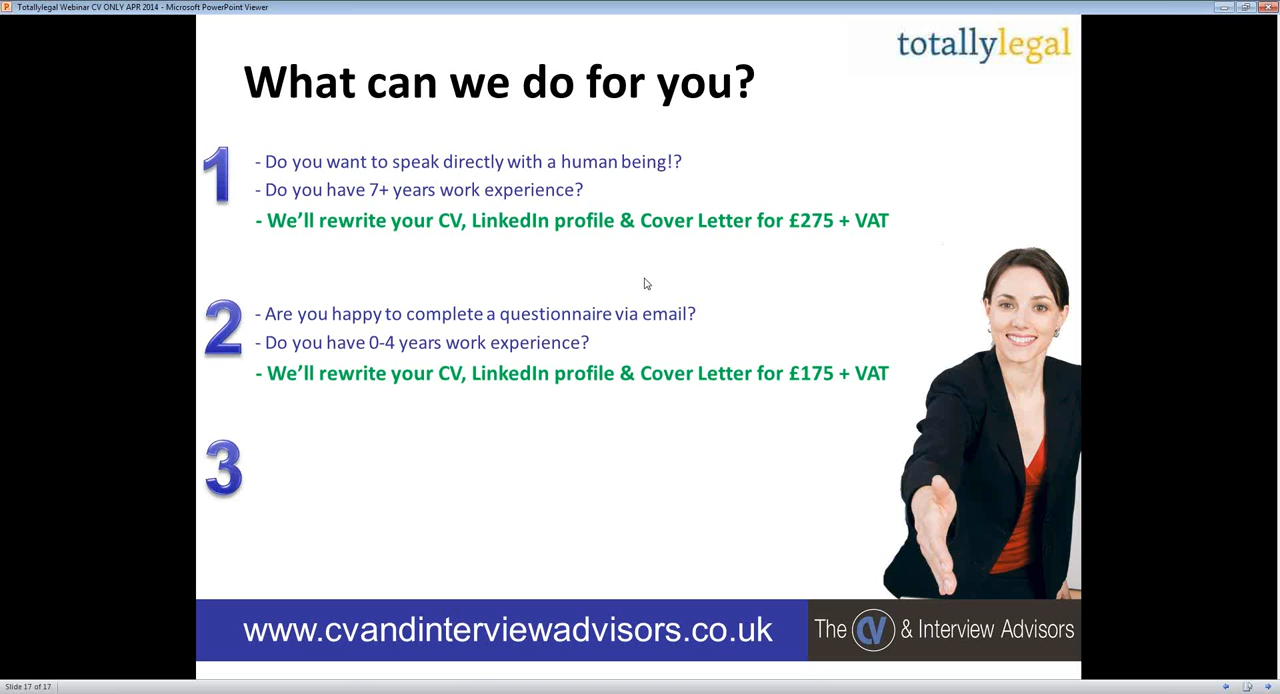 Totallylegal Webinar CV ONLY APR 2014 - Microsoft PowerPoint Viewer
totallylegal
What can we do for you?
1
- Do you want to speak directly with a human being!?
- Do you have 7+ years work experience?
- We’ll rewrite your CV, LinkedIn profile & Cover Letter for £275 + VAT
2
- Are you happy to complete a questionnaire via email?
- Do you have 0-4 years work experience?
- We’ll rewrite your CV, LinkedIn profile & Cover Letter for £175 + VAT
3
www.cvandinterviewadvisors.co.uk
The CV & Interview Advisors
Slide 17 of 17